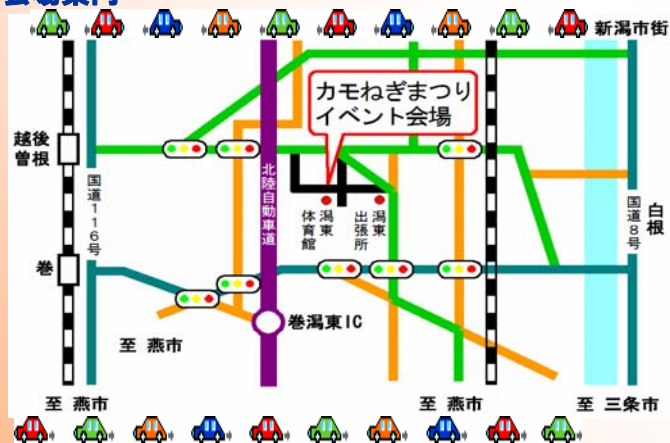 会場案内
新潟市街
カモねぎまつり
イベント会場
越後
曽根
国道116号
北陸自動車道
潟東
体育館
潟東
出張所
国道8号
白根
巻
巻潟東IC
至 燕市
至 燕市
至 燕市
至 三条市